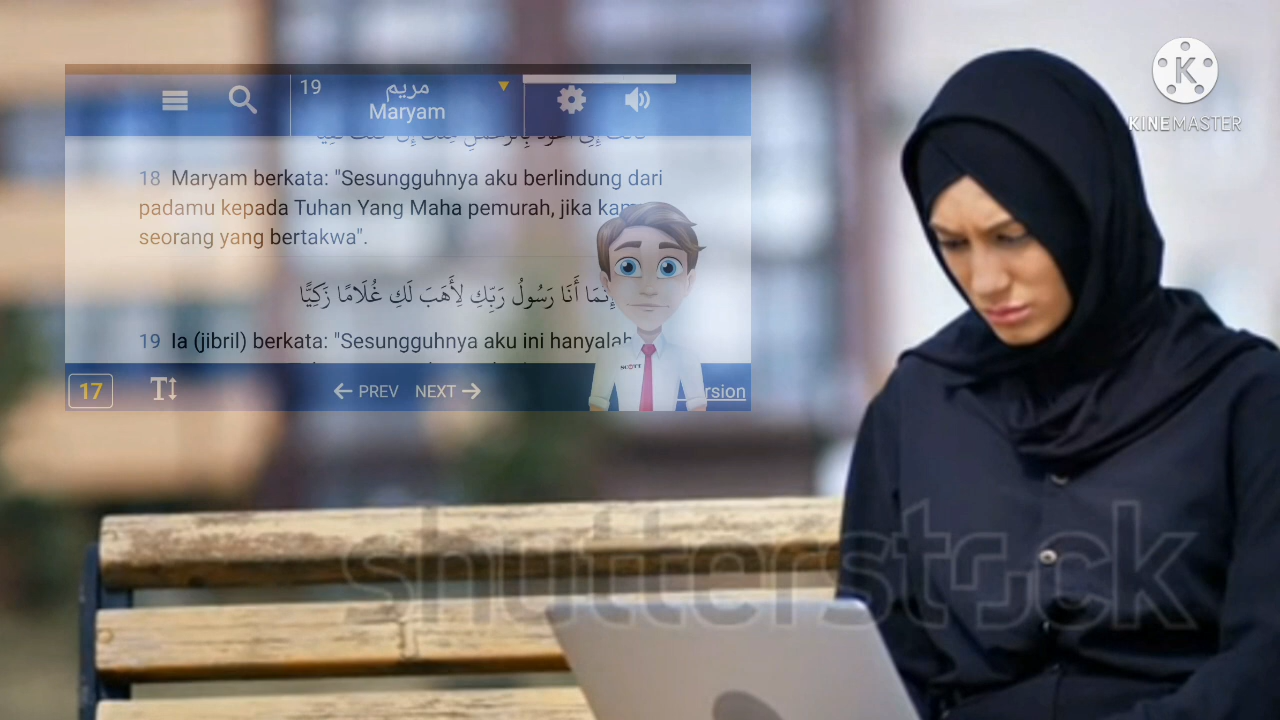 19
مريم
Maryam
18 Maryam berkata: "Sesungguhnya aku berlindung dari
padamu kepada Tuhan Yang Maha pemurah, jika
seorang yang bertakwa".
إِنَّمَا أَنَا رَسُولُ رَبِّكِ لِأَهَبَ لَكِ غُلَامًا زَكِيًّا
19 Ia (jibril) berkata: "Sesungguhnya aku ini hanyalah
17
T
PREV NEXT
SCOTT
K
KINEMASTER
shutterstock